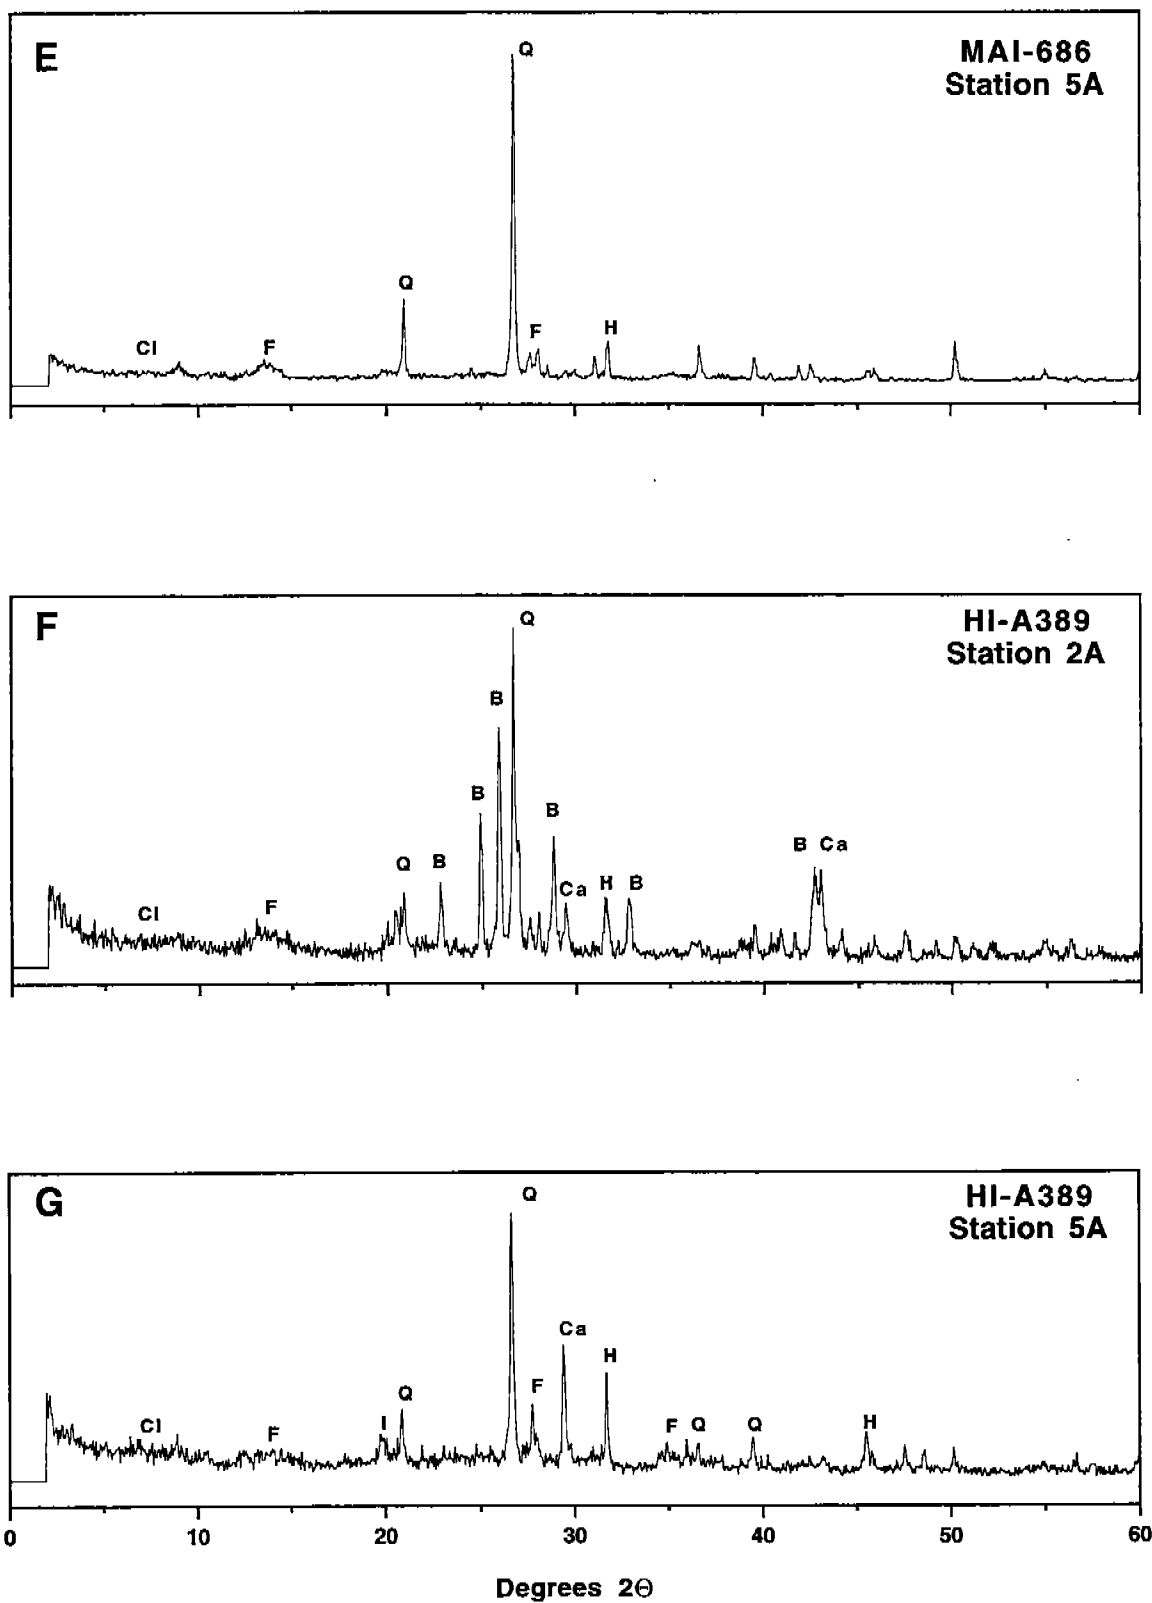 E
MAI-686
Station 5A
Q
Q
Cl
F
F
H
F
HI-A389
Station 2A
Q
B
B
B
Q
B
Ca
H
B
B Ca
Cl
F
G
HI-A389
Station 5A
Q
Ca
H
F
Q
I
Cl
F
F
Q
Q
H
0 10 20 30 40 50 60
Degrees 2Θ